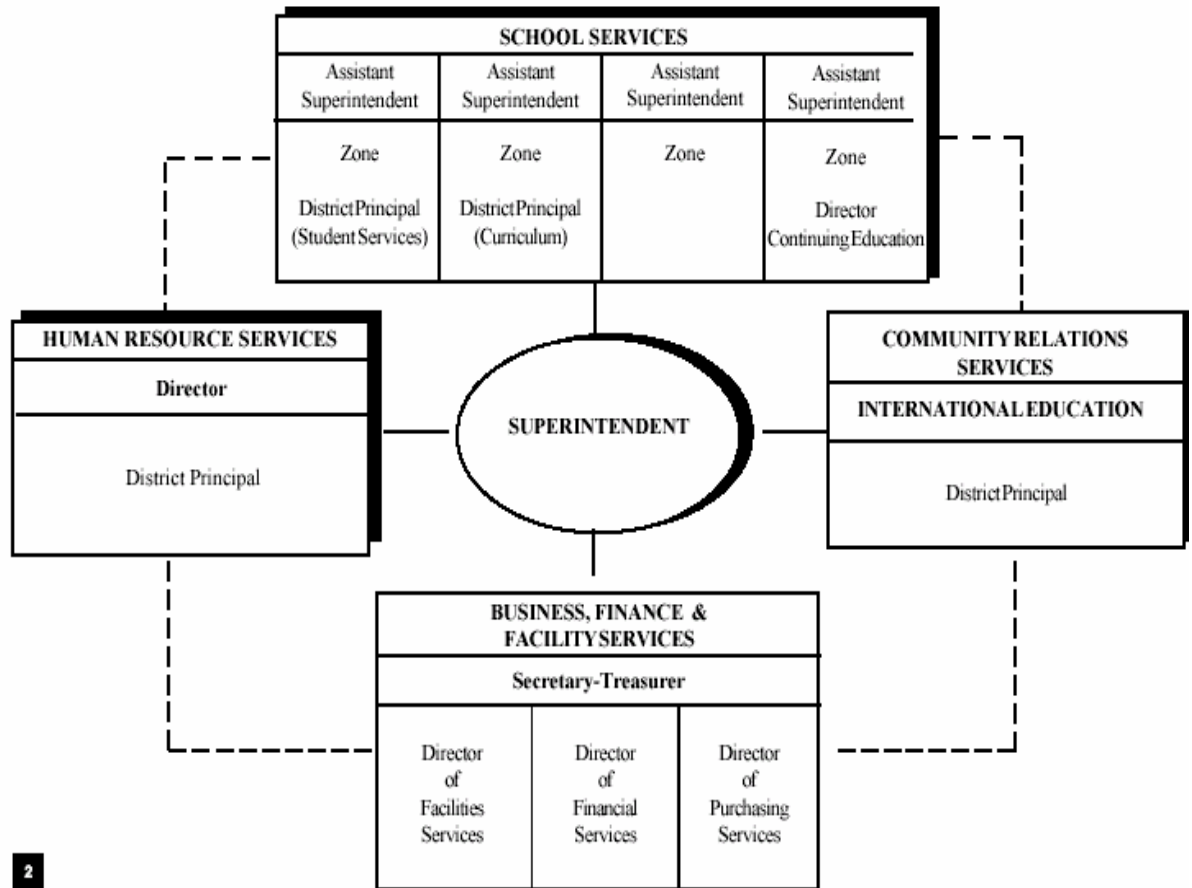 SCHOOL SERVICES
Assistant
Superintendent
Assistant
Superintendent
Assistant
Superintendent
Assistant
Superintendent
Zone
District Principal
(Student Services)
Zone
District Principal
(Curriculum)
Zone
Zone
Director
Continuing Education
HUMAN RESOURCE SERVICES
Director
District Principal
SUPERINTENDENT
COMMUNITY RELATIONS
SERVICES
INTERNATIONAL EDUCATION
District Principal
BUSINESS, FINANCE &
FACILITY SERVICES
Secretary-Treasurer
Director
of
Facilities
Services
Director
of
Financial
Services
Director
of
Purchasing
Services
2